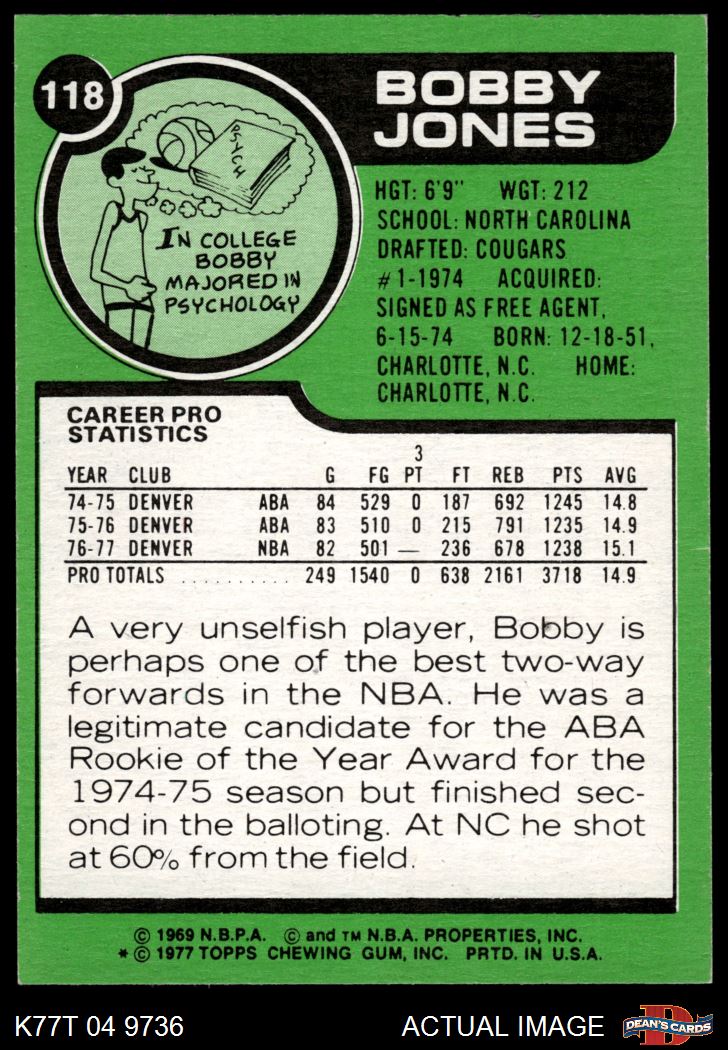 118
BOBBY
JONES
PSYCH
IN COLLEGE
BOBBY
MAJORED IN
PSYCHOLOGY
HGT: 6'9" WGT: 212
SCHOOL: NORTH CAROLINA
DRAFTED: COUGARS
#1-1974 ACQUIRED:
SIGNED AS FREE AGENT,
6-15-74 BORN: 12-18-51,
CHARLOTTE, N.C. HOME:
CHARLOTTE, N.C.
CAREER PRO
STATISTICS
3
YEAR CLUB G FG PT FT REB PTS AVG
74-75 DENVER ABA 84 529 0 187 692 1245 14.8
75-76 DENVER ABA 83 510 0 215 791 1235 14.9
76-77 DENVER NBA 82 501 — 236 678 1238 15.1
PRO TOTALS .......... 249 1540 0 638 2161 3718 14.9
A very unselfish player, Bobby is
perhaps one of the best two-way
forwards in the NBA. He was a
legitimate candidate for the ABA
Rookie of the Year Award for the
1974-75 season but finished sec-
ond in the balloting. At NC he shot
at 60% from the field.
© 1969 N.B.P.A. © and TM N.B.A. PROPERTIES, INC.
*© 1977 TOPPS CHEWING GUM, INC. PRTD. IN U.S.A.
K77T 04 9736 ACTUAL IMAGE
D
DEAN'S CARDS